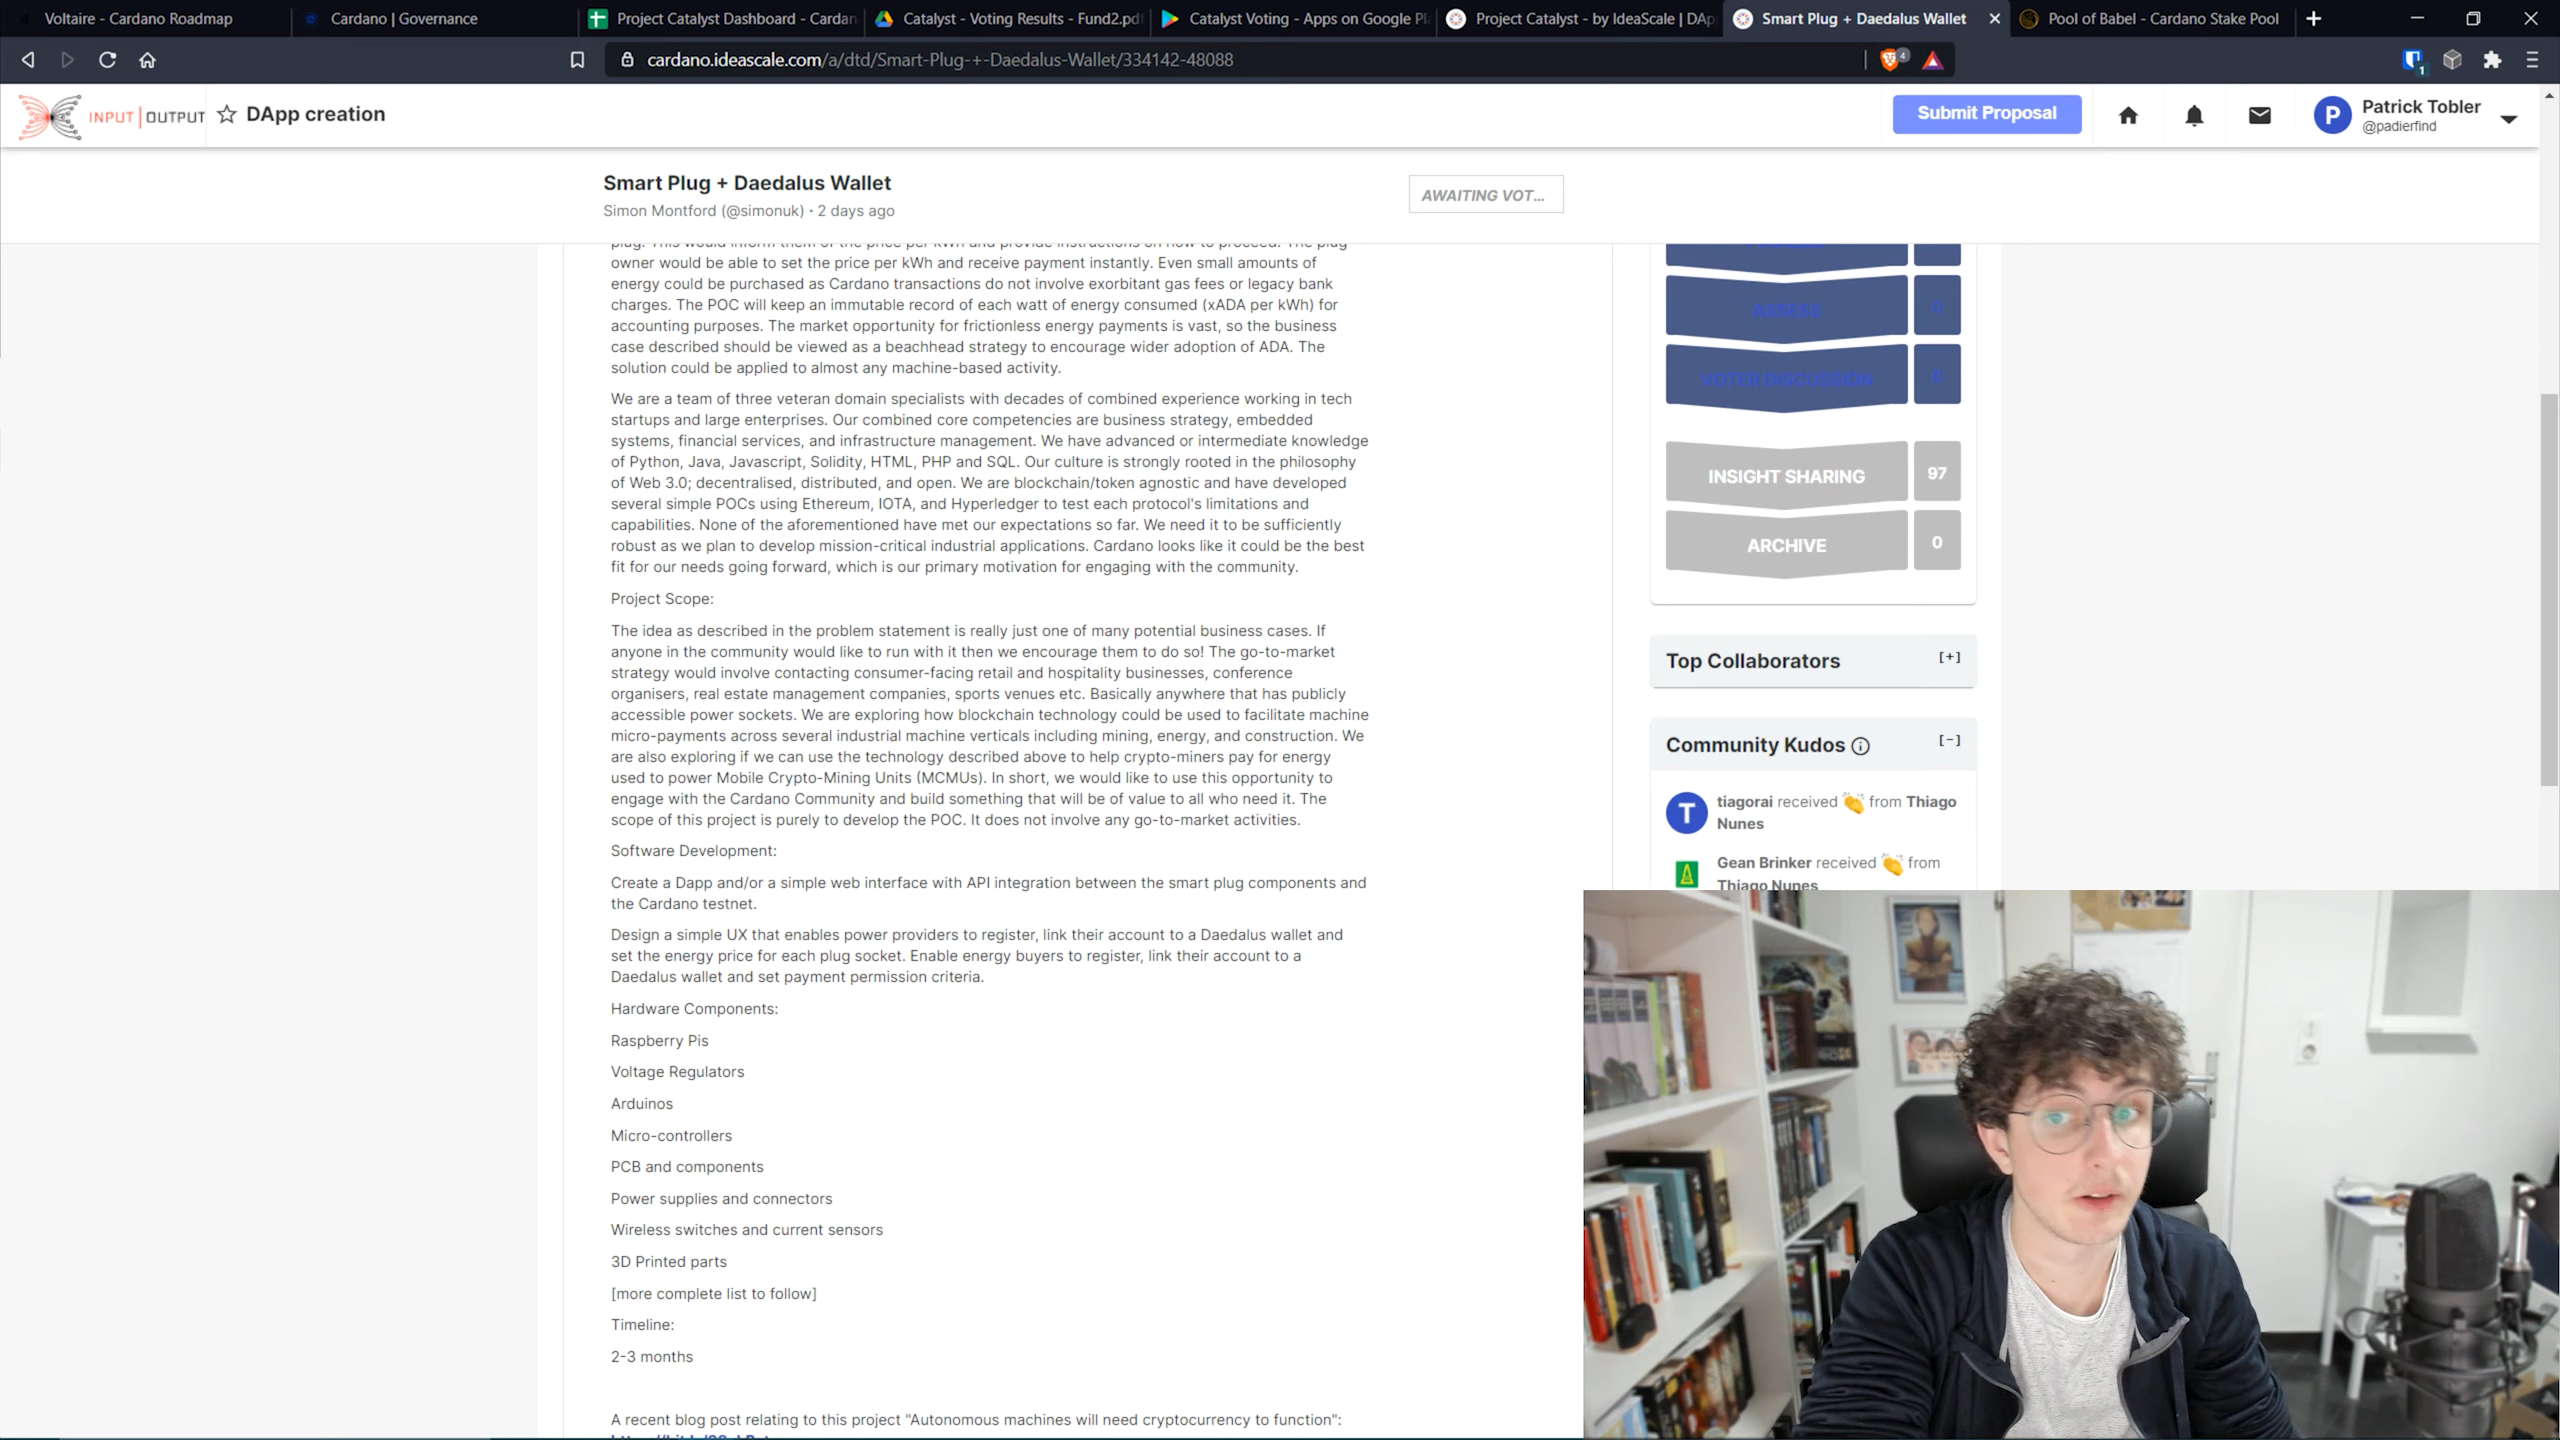 Voltaire - Cardano Roadmap
Cardano | Governance
Project Catalyst Dashboard - Cardan
Catalyst - Voting Results - Fund2.pdf
Catalyst Voting - Apps on Google Pl
Project Catalyst - by IdeaScale | DAp
Smart Plug + Daedalus Wallet
Pool of Babel - Cardano Stake Pool
cardano.ideascale.com/a/dtd/Smart-Plug-+-Daedalus-Wallet/334142-48088
4
1
INPUT | OUTPUT
DApp creation
Submit Proposal
P
Patrick Tobler
@padierfind
Smart Plug + Daedalus Wallet
Simon Montford (@simonuk) · 2 days ago
AWAITING VOT...
plug. This would inform them of the price per kWh and provide instructions on how to proceed. The plug
owner would be able to set the price per kWh and receive payment instantly. Even small amounts of
energy could be purchased as Cardano transactions do not involve exorbitant gas fees or legacy bank
charges. The POC will keep an immutable record of each watt of energy consumed (xADA per kWh) for
accounting purposes. The market opportunity for frictionless energy payments is vast, so the business
case described should be viewed as a beachhead strategy to encourage wider adoption of ADA. The
solution could be applied to almost any machine-based activity.
We are a team of three veteran domain specialists with decades of combined experience working in tech
startups and large enterprises. Our combined core competencies are business strategy, embedded
systems, financial services, and infrastructure management. We have advanced or intermediate knowledge
of Python, Java, Javascript, Solidity, HTML, PHP and SQL. Our culture is strongly rooted in the philosophy
of Web 3.0; decentralised, distributed, and open. We are blockchain/token agnostic and have developed
several simple POCs using Ethereum, IOTA, and Hyperledger to test each protocol's limitations and
capabilities. None of the aforementioned have met our expectations so far. We need it to be sufficiently
robust as we plan to develop mission-critical industrial applications. Cardano looks like it could be the best
fit for our needs going forward, which is our primary motivation for engaging with the community.
Project Scope:
The idea as described in the problem statement is really just one of many potential business cases. If
anyone in the community would like to run with it then we encourage them to do so! The go-to-market
strategy would involve contacting consumer-facing retail and hospitality businesses, conference
organisers, real estate management companies, sports venues etc. Basically anywhere that has publicly
accessible power sockets. We are exploring how blockchain technology could be used to facilitate machine
micro-payments across several industrial machine verticals including mining, energy, and construction. We
are also exploring if we can use the technology described above to help crypto-miners pay for energy
used to power Mobile Crypto-Mining Units (MCMUs). In short, we would like to use this opportunity to
engage with the Cardano Community and build something that will be of value to all who need it. The
scope of this project is purely to develop the POC. It does not involve any go-to-market activities.
Software Development:
Create a Dapp and/or a simple web interface with API integration between the smart plug components and
the Cardano testnet.
Design a simple UX that enables power providers to register, link their account to a Daedalus wallet and
set the energy price for each plug socket. Enable energy buyers to register, link their account to a
Daedalus wallet and set payment permission criteria.
Hardware Components:
Raspberry Pis
Voltage Regulators
Arduinos
Micro-controllers
PCB and components
Power supplies and connectors
Wireless switches and current sensors
3D Printed parts
[more complete list to follow]
Timeline:
2-3 months
A recent blog post relating to this project "Autonomous machines will need cryptocurrency to function":
ASSESS
0
VOTER DISCUSSION
0
INSIGHT SHARING
97
ARCHIVE
0
Top Collaborators
[+]
Community Kudos
[-]
T
tiagorai received 👏 from Thiago
Nunes
Gean Brinker received 👏 from
Thiago Nunes